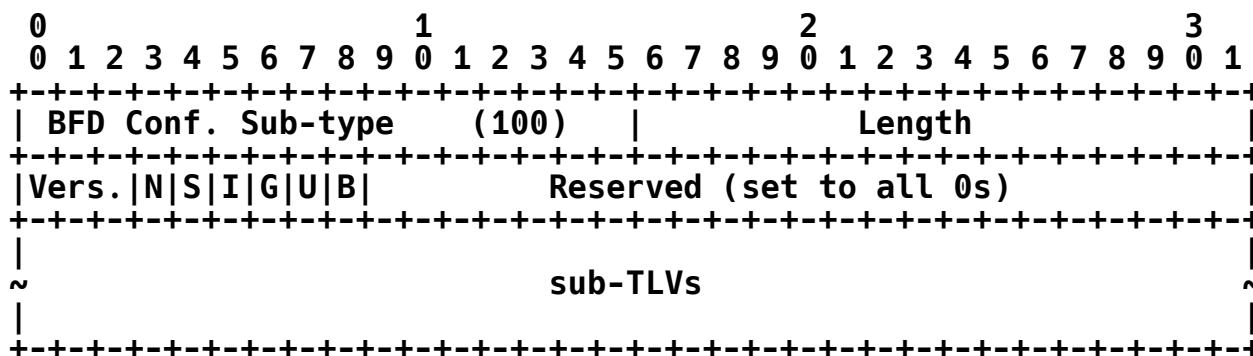 0                   1                   2                   3
 0 1 2 3 4 5 6 7 8 9 0 1 2 3 4 5 6 7 8 9 0 1 2 3 4 5 6 7 8 9 0 1
+-+-+-+-+-+-+-+-+-+-+-+-+-+-+-+-+-+-+-+-+-+-+-+-+-+-+-+-+-+-+-+-+
| BFD Conf. Sub-type    (100)   |           Length              |
+-+-+-+-+-+-+-+-+-+-+-+-+-+-+-+-+-+-+-+-+-+-+-+-+-+-+-+-+-+-+-+-+
|Vers.|N|S|I|G|U|B|         Reserved (set to all 0s)            |
+-+-+-+-+-+-+-+-+-+-+-+-+-+-+-+-+-+-+-+-+-+-+-+-+-+-+-+-+-+-+-+-+
|                                                               |
~                           sub-TLVs                            ~
|                                                               |
+-+-+-+-+-+-+-+-+-+-+-+-+-+-+-+-+-+-+-+-+-+-+-+-+-+-+-+-+-+-+-+-+